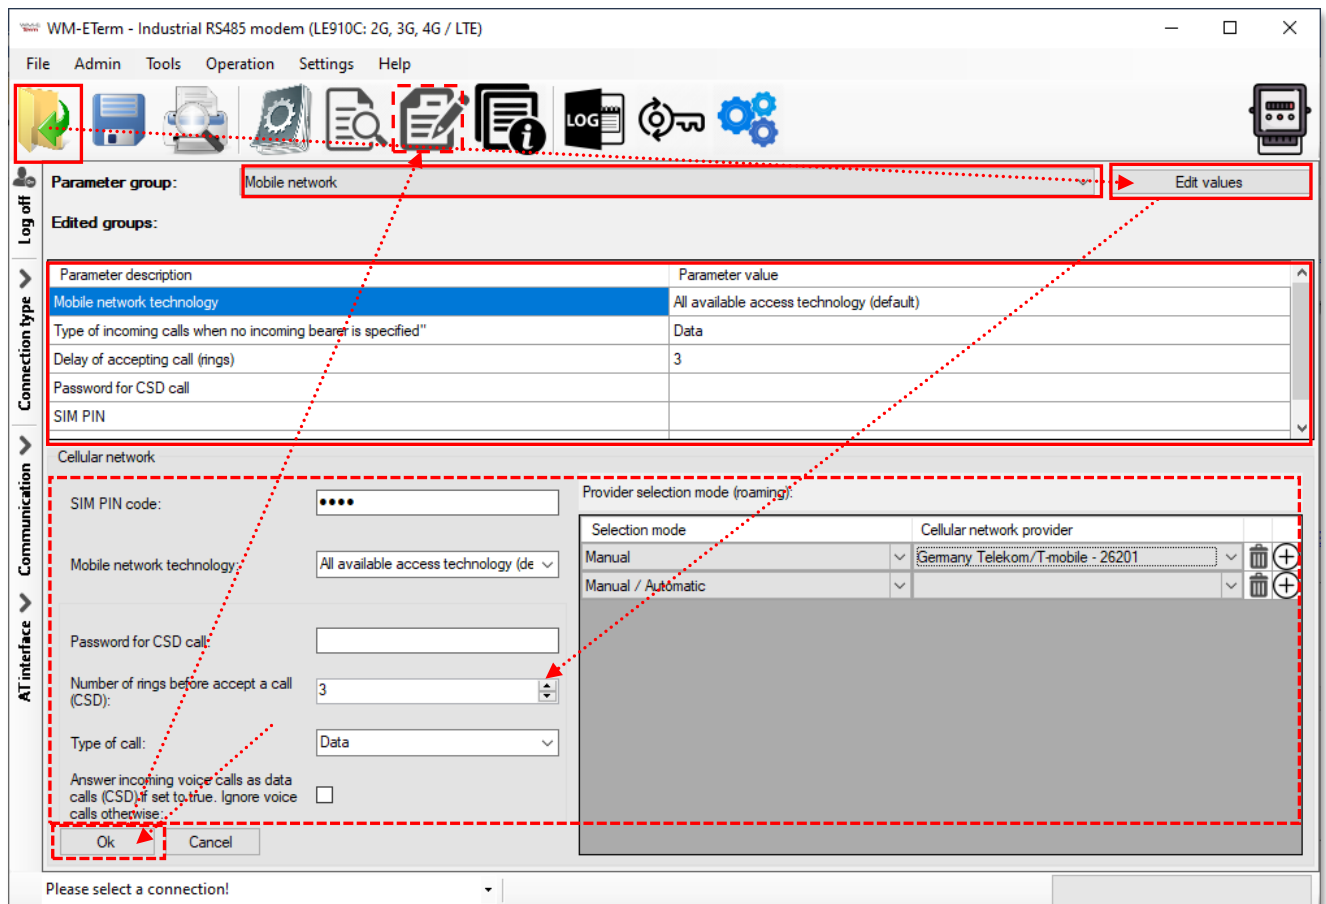 WM-ETerm - Industrial RS485 modem (LE910C: 2G, 3G, 4G / LTE)
File Admin Tools Operation Settings Help
LOG
Log off
Connection type
Communication
AT interface
Parameter group: Mobile network Edit values
Edited groups:
Parameter description Parameter value
Mobile network technology All available access technology (default)
Type of incoming calls when no incoming bearer is specified" Data
Delay of accepting call (rings) 3
Password for CSD call
SIM PIN
Cellular network
SIM PIN code: ●●●●
Mobile network technology: All available access technology (de
Password for CSD call:
Number of rings before accept a call
(CSD): 3
Type of call: Data
Answer incoming voice calls as data
calls (CSD) if set to true. Ignore voice
calls otherwise:
Ok Cancel
Provider selection mode (roaming):
Selection mode Cellular network provider
Manual Germany Telekom/T-mobile - 26201
Manual / Automatic
Please select a connection!